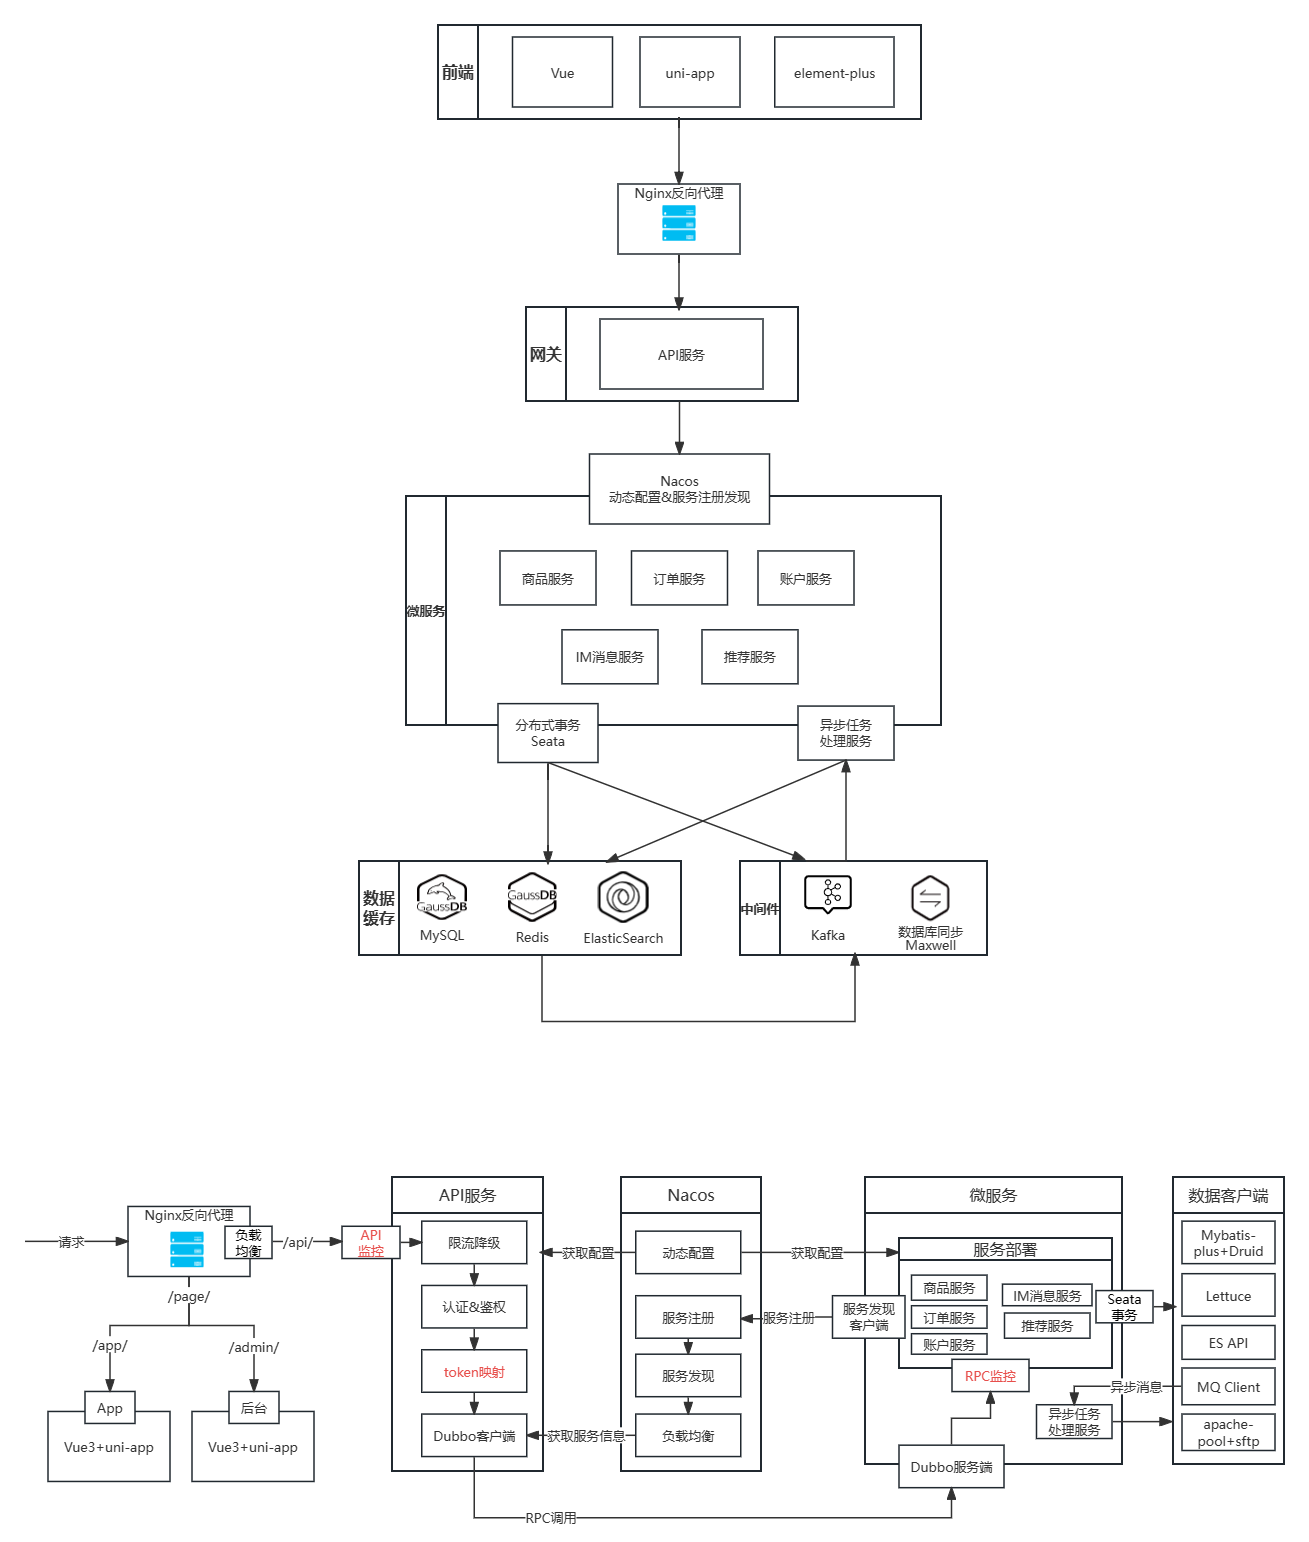 前端
Vue
uni-app
element-plus
Nginx反向代理
网关
API服务
Nacos
动态配置&服务注册发现
微服务
商品服务
订单服务
账户服务
IM消息服务
推荐服务
分布式事务
Seata
异步任务
处理服务
数据
缓存
GaussDB
MySQL
GaussDB
Redis
ElasticSearch
中间件
Kafka
数据库同步
Maxwell
请求
Nginx反向代理
负载
均衡
/api/
/page/
/app/
/admin/
App
Vue3+uni-app
后台
Vue3+uni-app
API
监控
API服务
限流降级
认证&鉴权
token映射
Dubbo客户端
获取配置
获取服务信息
RPC调用
Nacos
动态配置
服务注册
服务发现
负载均衡
获取配置
服务注册
微服务
服务部署
商品服务
订单服务
账户服务
IM消息服务
推荐服务
服务发现
客户端
RPC监控
Seata
事务
异步任务
处理服务
异步消息
Dubbo服务端
数据客户端
Mybatis-
plus+Druid
Lettuce
ES API
MQ Client
apache-
pool+sftp